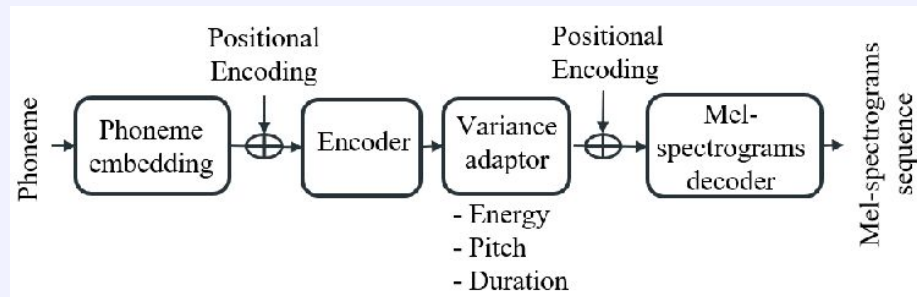 Phoneme
Phoneme
embedding
Positional
Encoding
Encoder
Variance
adaptor
- Energy
- Pitch
- Duration
Positional
Encoding
Mel-
spectrograms
decoder
Mel-spectrograms
sequence